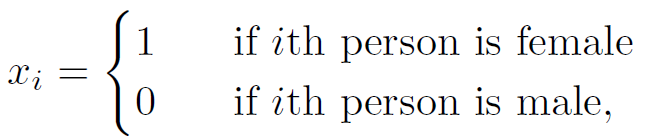 x_i = { 1 if ith person is female
0 if ith person is male,